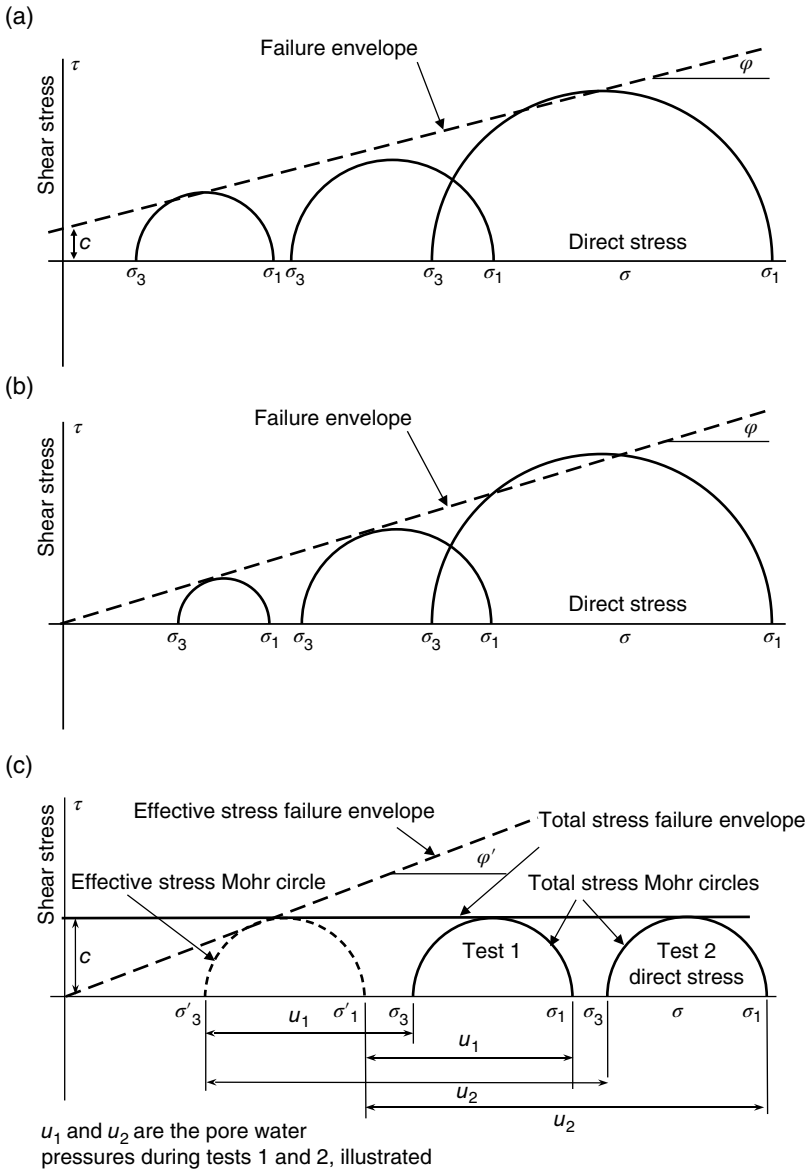 (a)
τ
Shear stress
Failure envelope
φ
c
Direct stress
σ₃
σ₁
σ₃
σ₃
σ₁
σ
σ₁
(b)
τ
Shear stress
Failure envelope
φ
Direct stress
σ₃
σ₁
σ₃
σ₃
σ₁
σ
σ₁
(c)
τ
Shear stress
Effective stress failure envelope
Total stress failure envelope
φ′
Effective stress Mohr circle
Total stress Mohr circles
c
Test 1
Test 2
direct stress
σ′₃
σ′₁
σ₃
σ₁
σ₃
σ
σ₁
u₁
u₁
u₂
u₂
u₁ and u₂ are the pore water
pressures during tests 1 and 2, illustrated